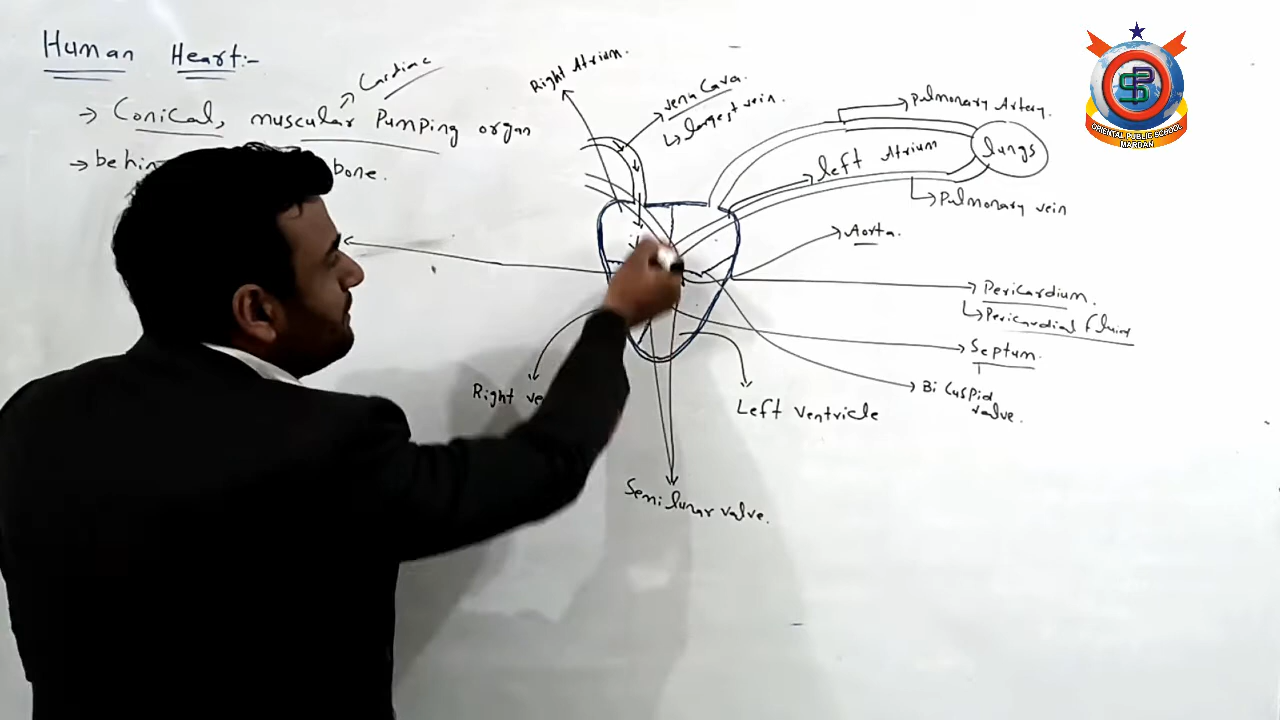 Human Heart:-
→ Conical, muscular Pumping organ
Cardiac
→ behin bone.
Right Atrium.
vena Cava.
↳ largest vein.
Pulmonary Artery.
lungs
left Atrium
↳ Pulmonary vein
Aorta.
Pericardium.
↳ Pericardial fluid
Septum.
Bi Cuspid
valve.
Right ve
Left ventricle
Semi lunar valve.
SPS
ORIENTAL PUBLIC SCHOOL
MARDAN